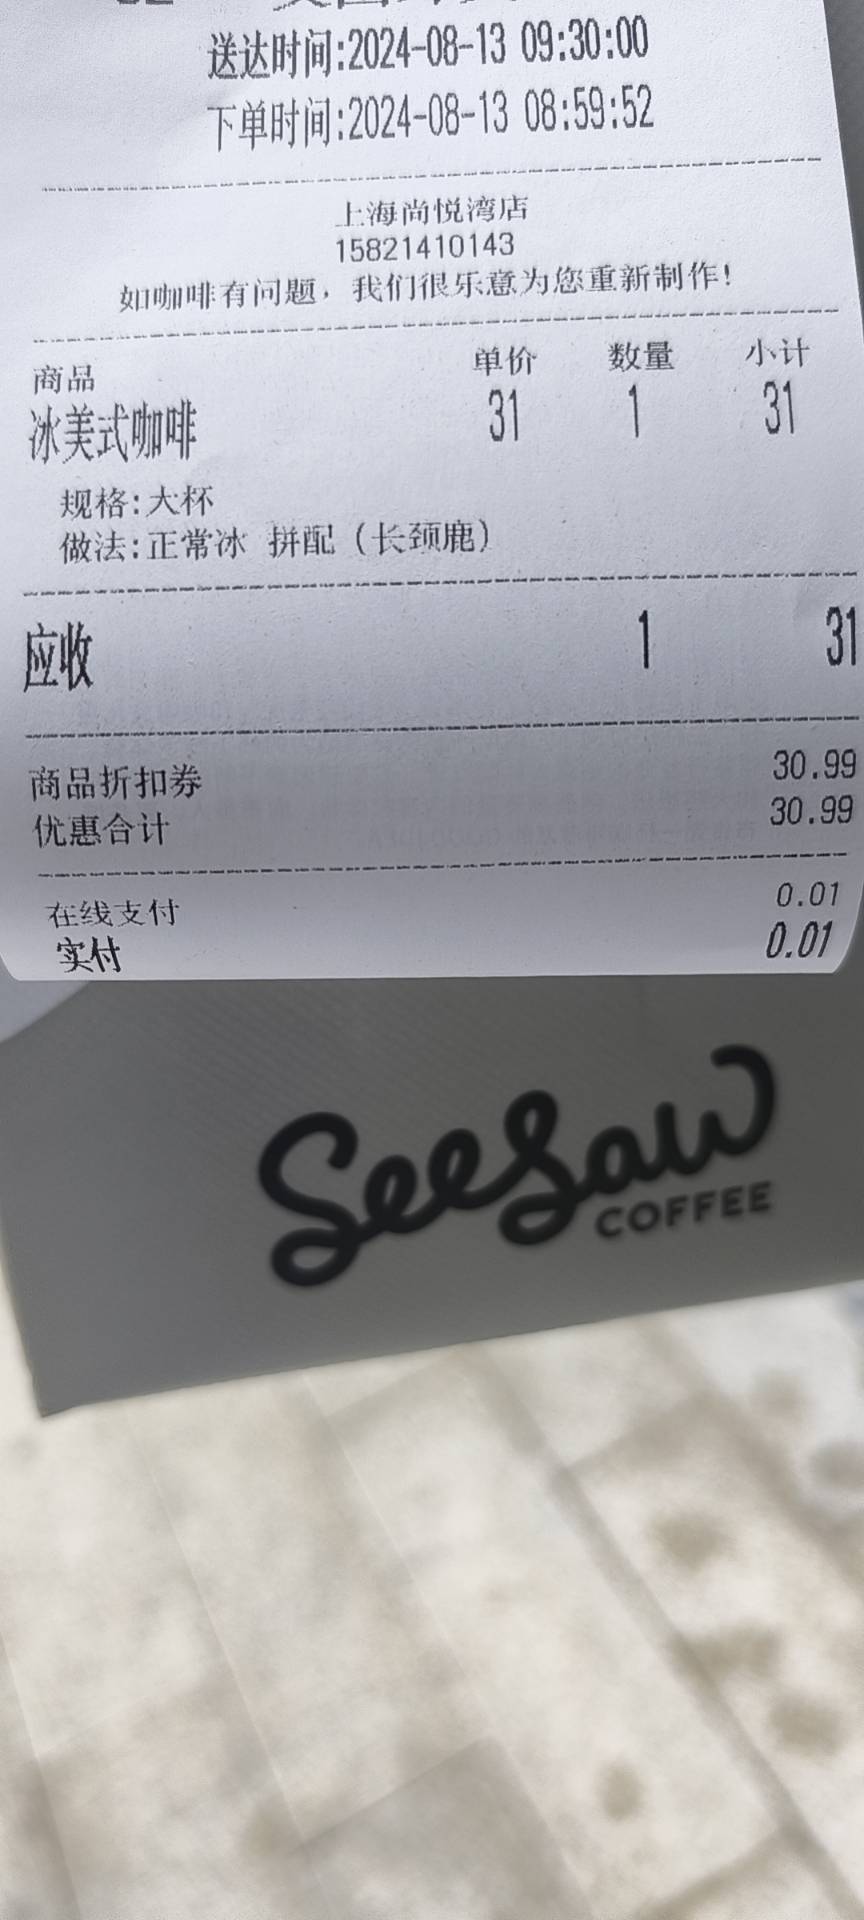 送达时间:2024-08-13 09:30:00
下单时间:2024-08-13 08:59:52
上海尚悦湾店
15821410143
如咖啡有问题，我们很乐意为您重新制作!
商品 单价 数量 小计
冰美式咖啡 31 1 31
规格:大杯
做法:正常冰 拼配（长颈鹿）
应收 1 31
商品折扣券 30.99
优惠合计 30.99
在线支付 0.01
实付 0.01
Seesaw
COFFEE